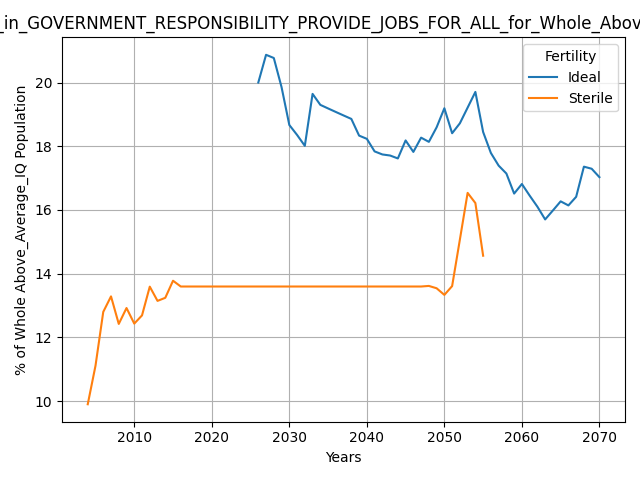 _in_GOVERNMENT_RESPONSIBILITY_PROVIDE_JOBS_FOR_ALL_for_Whole_Abov
Fertility
Ideal
Sterile
% of Whole Above_Average_IQ Population
20
18
16
14
12
10
2010 2020 2030 2040 2050 2060 2070
Years